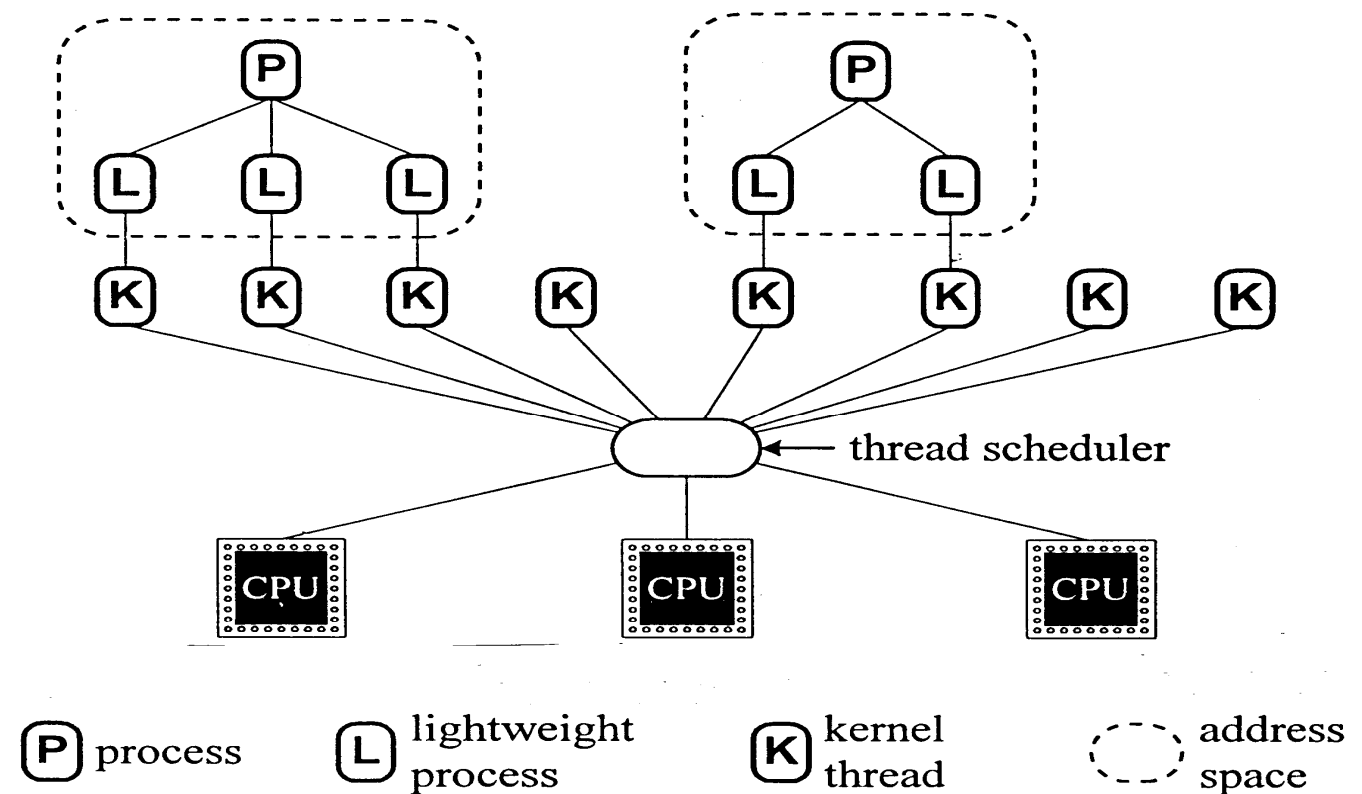 P P
L L L L L
K K K K K K K K
thread scheduler
CPU CPU CPU
P process L lightweight process K kernel thread address space